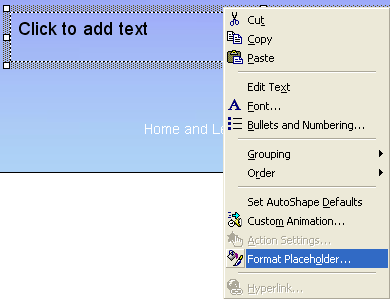 Click to add text
Home and Le
Cut
Copy
Paste
Edit Text
Font...
Bullets and Numbering...
Grouping
Order
Set AutoShape Defaults
Custom Animation...
Action Settings...
Format Placeholder...
Hyperlink...